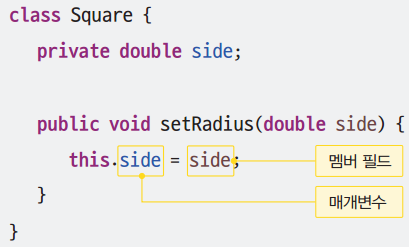 class Square {
private double side;
public void setRadius(double side) {
this.side = side;
멤버 필드
매개변수
}
}